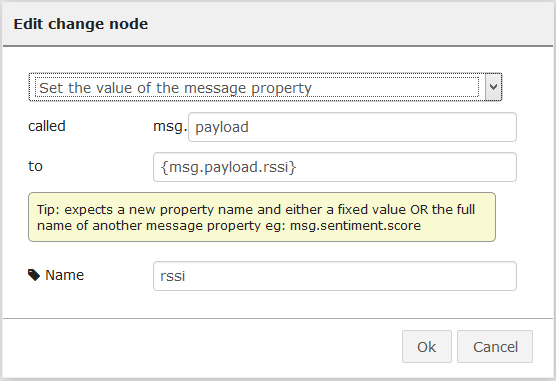 Edit change node
Set the value of the message property
called msg. payload
to {msg.payload.rssi}
Tip: expects a new property name and either a fixed value OR the full
name of another message property eg: msg.sentiment.score
Name rssi
Ok Cancel